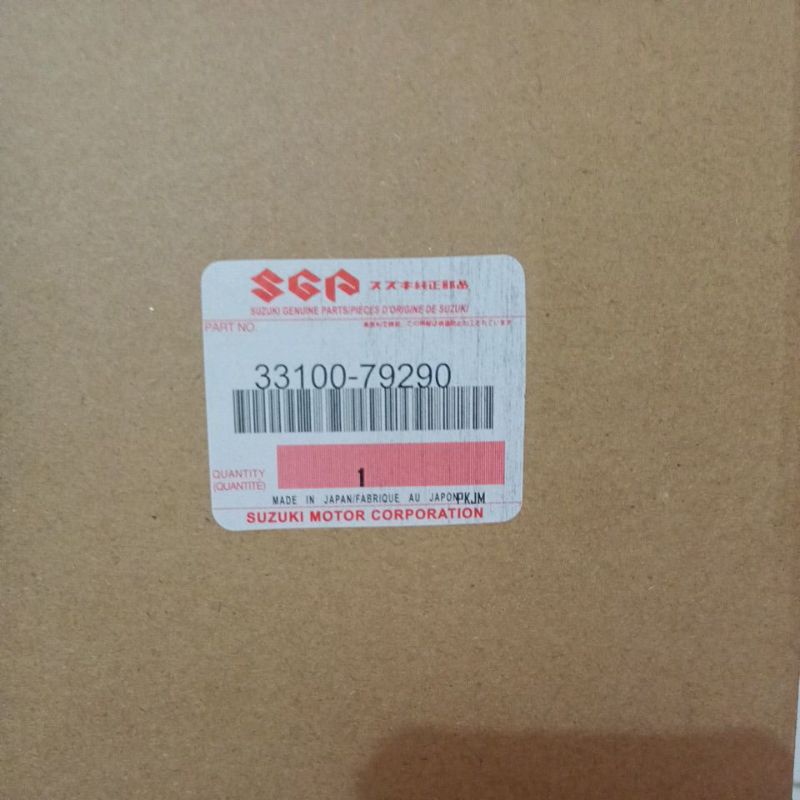 SGP スズキ純正部品
SUZUKI GENUINE PARTS/PIÈCES D'ORIGINE DE SUZUKI
PART NO.
33100-79290
QUANTITY
(QUANTITÉ)
1
MADE IN JAPAN/FABRIQUE AU JAPON PKJM
SUZUKI MOTOR CORPORATION